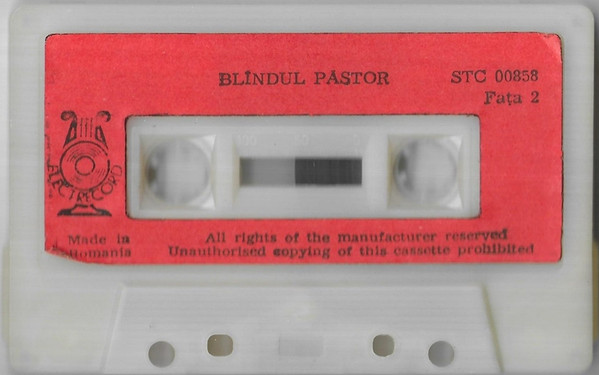 BLÎNDUL PĂSTOR
STC 00858
Fața 2
ELECTRECORD
Made in
Romania
All rights of the manufacturer reserved
Unauthorised copying of this cassette prohibited